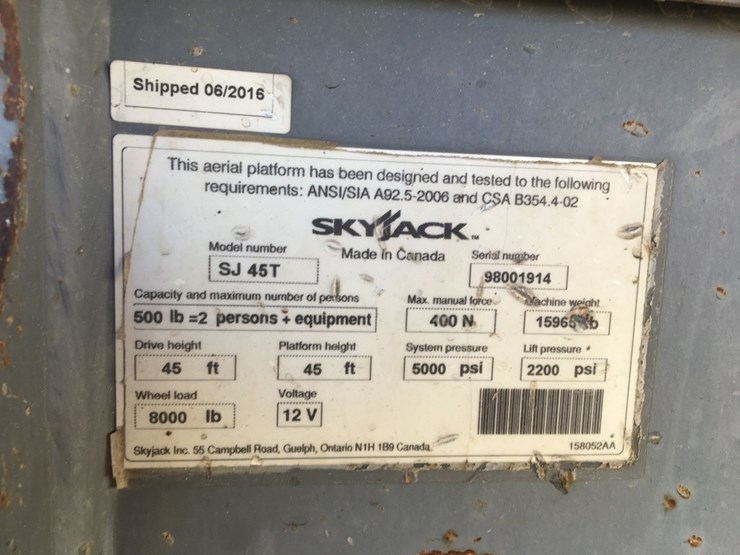 Shipped 06/2016
This aerial platform has been designed and tested to the following
requirements: ANSI/SIA A92.5-2006 and CSA B354.4-02
SKYJACK TM
Made in Canada
Model number
SJ 45T
Serial number
98001914
Capacity and maximum number of persons
500 lb =2 persons + equipment
Max. manual force
400 N
Machine weight
15965 lb
Drive height
45 ft
Platform height
45 ft
System pressure
5000 psi
Lift pressure
2200 psi
Wheel load
8000 lb
Voltage
12 V
Skyjack Inc. 55 Campbell Road, Guelph, Ontario N1H 1B9 Canada
158052AA